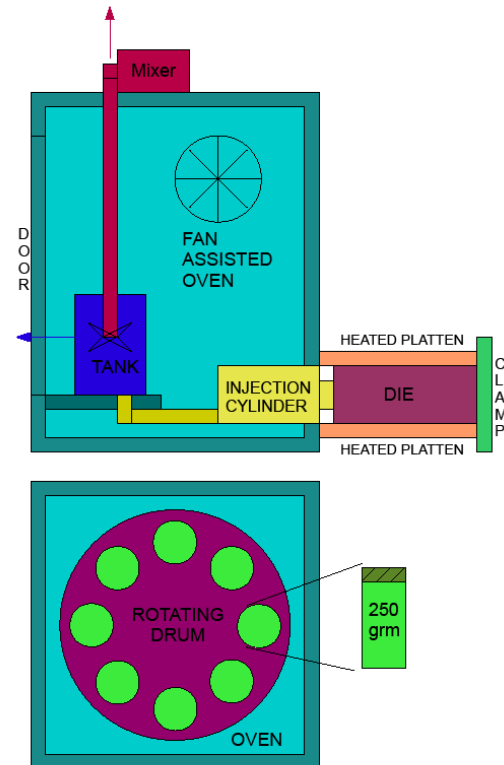 Mixer
DOOR
FAN
ASSISTED
OVEN
TANK
HEATED PLATTEN
INJECTION
CYLINDER
DIE
CLAMP
HEATED PLATTEN
ROTATING
DRUM
250
grm
OVEN